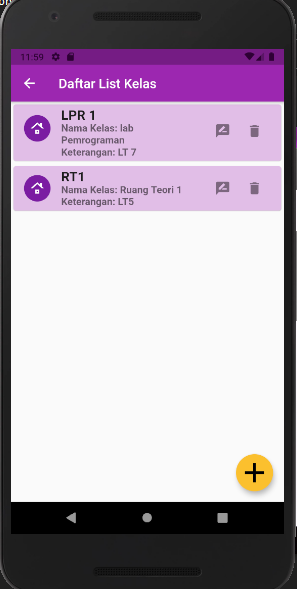 11:59
Daftar List Kelas
LPR 1
Nama Kelas: lab
Pemrograman
Keterangan: LT 7
RT1
Nama Kelas: Ruang Teori 1
Keterangan: LT5